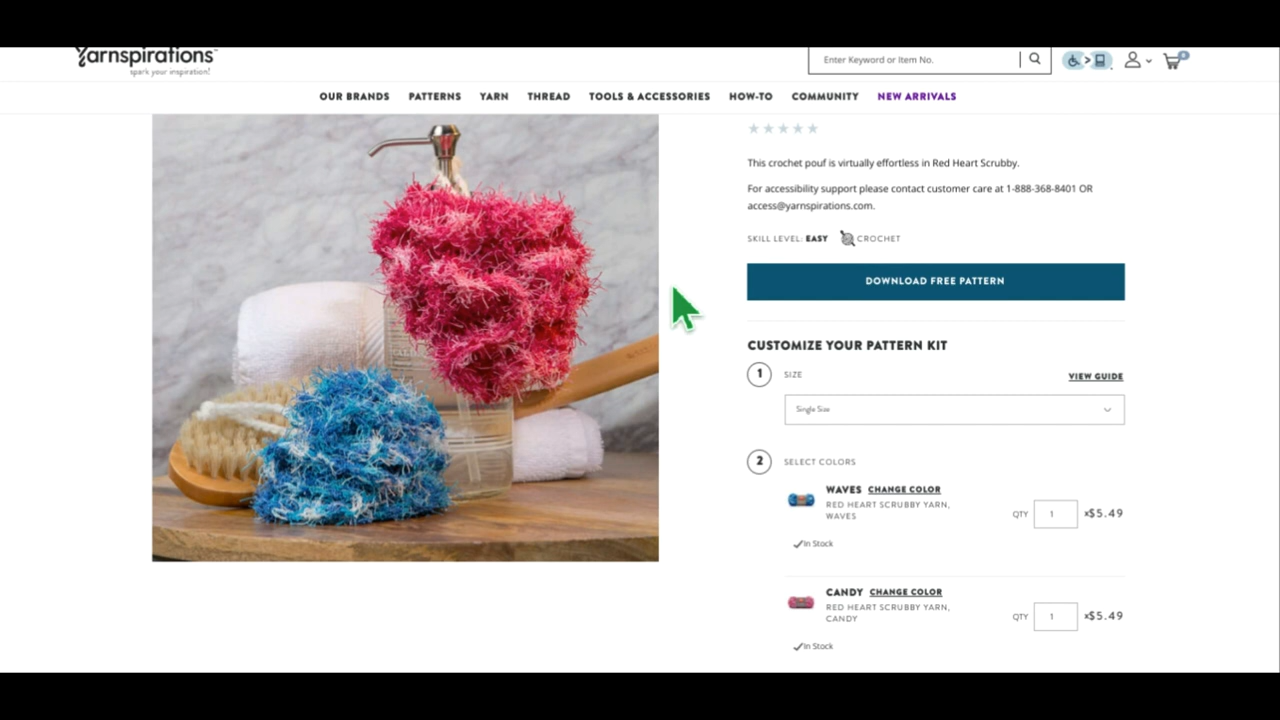 Yarnspirations™
spark your inspiration!
Enter Keyword or Item No.
0
OUR BRANDS PATTERNS YARN THREAD TOOLS & ACCESSORIES HOW-TO COMMUNITY NEW ARRIVALS
This crochet pouf is virtually effortless in Red Heart Scrubby.
For accessibility support please contact customer care at 1-888-368-8401 OR
access@yarnspirations.com.
SKILL LEVEL: EASY CROCHET
DOWNLOAD FREE PATTERN
CUSTOMIZE YOUR PATTERN KIT
1 SIZE VIEW GUIDE
Single Size
2 SELECT COLORS
WAVES CHANGE COLOR
RED HEART SCRUBBY YARN,
WAVES
QTY 1 x$5.49
In Stock
CANDY CHANGE COLOR
RED HEART SCRUBBY YARN,
CANDY
QTY 1 x$5.49
In Stock